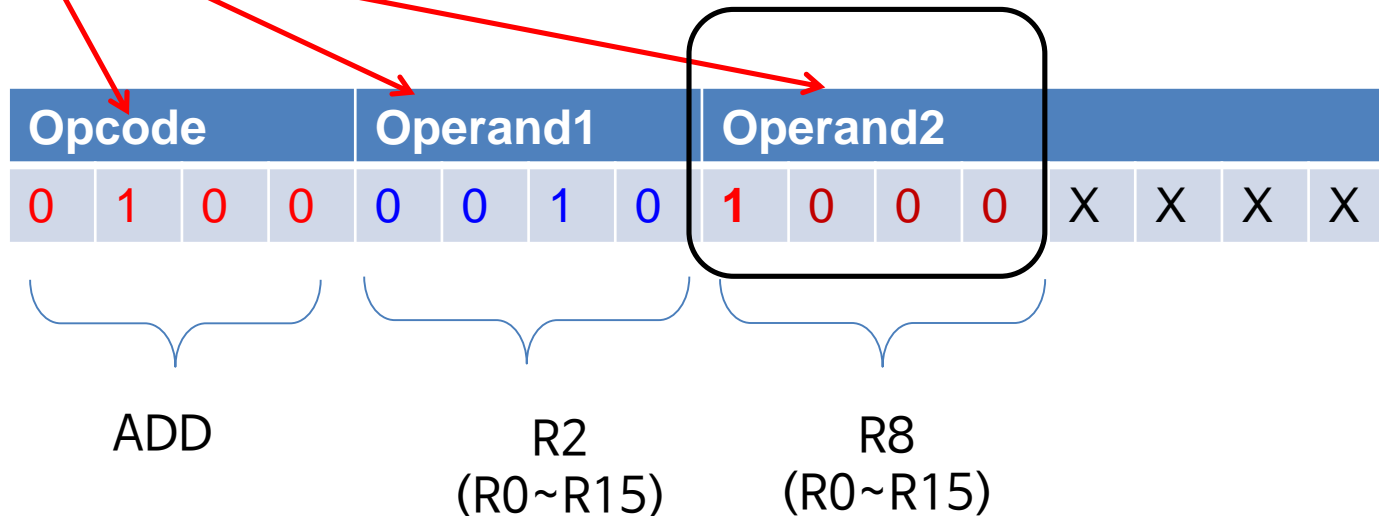 Opcode Operand1 Operand2
0 1 0 0 0 0 1 0 1 0 0 0 X X X X
ADD R2 R8
(R0~R15) (R0~R15)